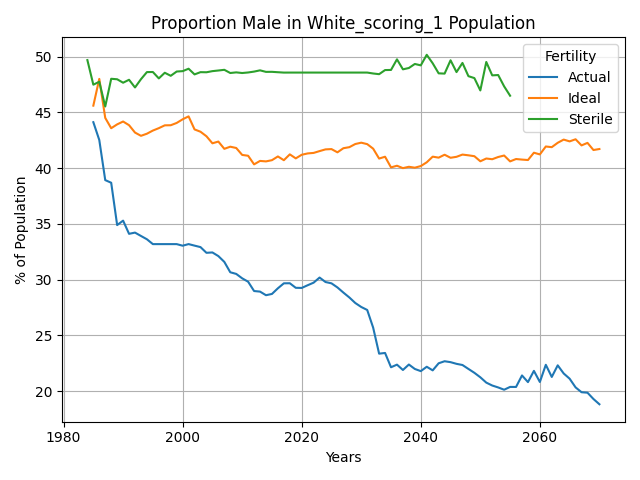 Proportion Male in White_scoring_1 Population
Fertility
Actual
Ideal
Sterile
% of Population
50
45
40
35
30
25
20
1980
2000
2020
2040
2060
Years